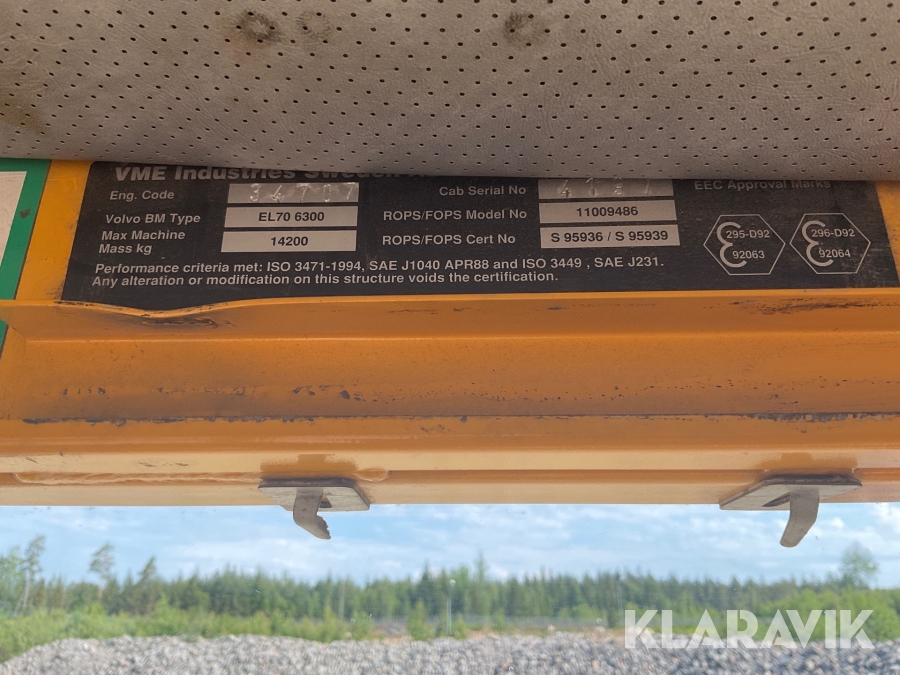 VME Industries Sweden
Eng. Code 34707 Cab Serial No EEC Approval Marks
Volvo BM Type EL70 6300 ROPS/FOPS Model No 11009486
Max Machine
Mass kg 14200 ROPS/FOPS Cert No S 95936 / S 95939
295-D92
92063
296-D92
92064
Performance criteria met: ISO 3471-1994, SAE J1040 APR88 and ISO 3449 , SAE J231.
Any alteration or modification on this structure voids the certification.
KLARAVIK